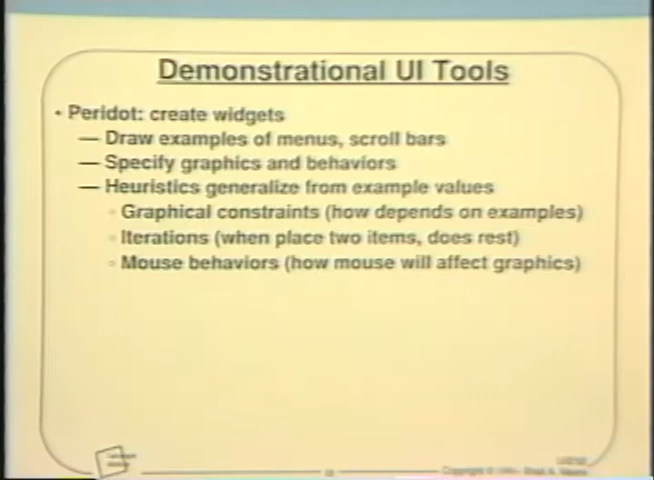 Demonstrational UI Tools
• Peridot: create widgets
— Draw examples of menus, scroll bars
— Specify graphics and behaviors
— Heuristics generalize from example values
◦ Graphical constraints (how depends on examples)
◦ Iterations (when place two items, does rest)
◦ Mouse behaviors (how mouse will affect graphics)